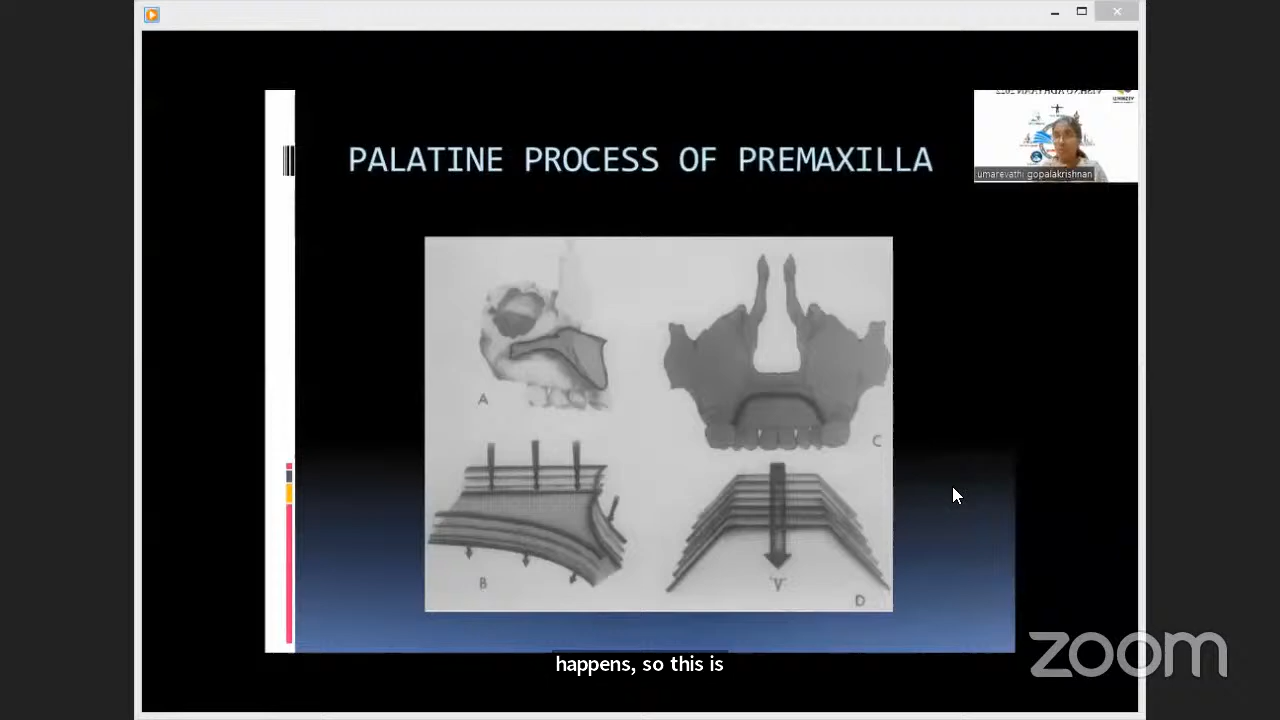 PALATINE PROCESS OF PREMAXILLA
umarevathi gopalakrishnan
A
C
B
'V'
D
happens, so this is
zoom